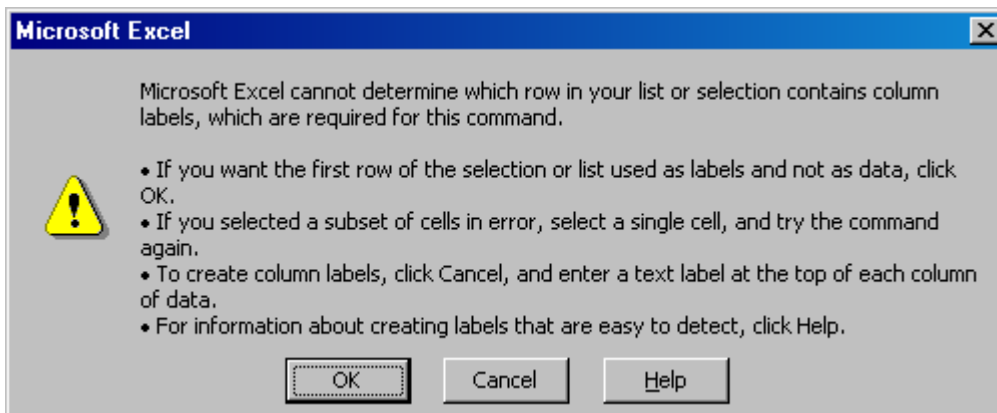 Microsoft Excel
Microsoft Excel cannot determine which row in your list or selection contains column
labels, which are required for this command.
• If you want the first row of the selection or list used as labels and not as data, click
OK.
• If you selected a subset of cells in error, select a single cell, and try the command
again.
• To create column labels, click Cancel, and enter a text label at the top of each column
of data.
• For information about creating labels that are easy to detect, click Help.
OK Cancel Help